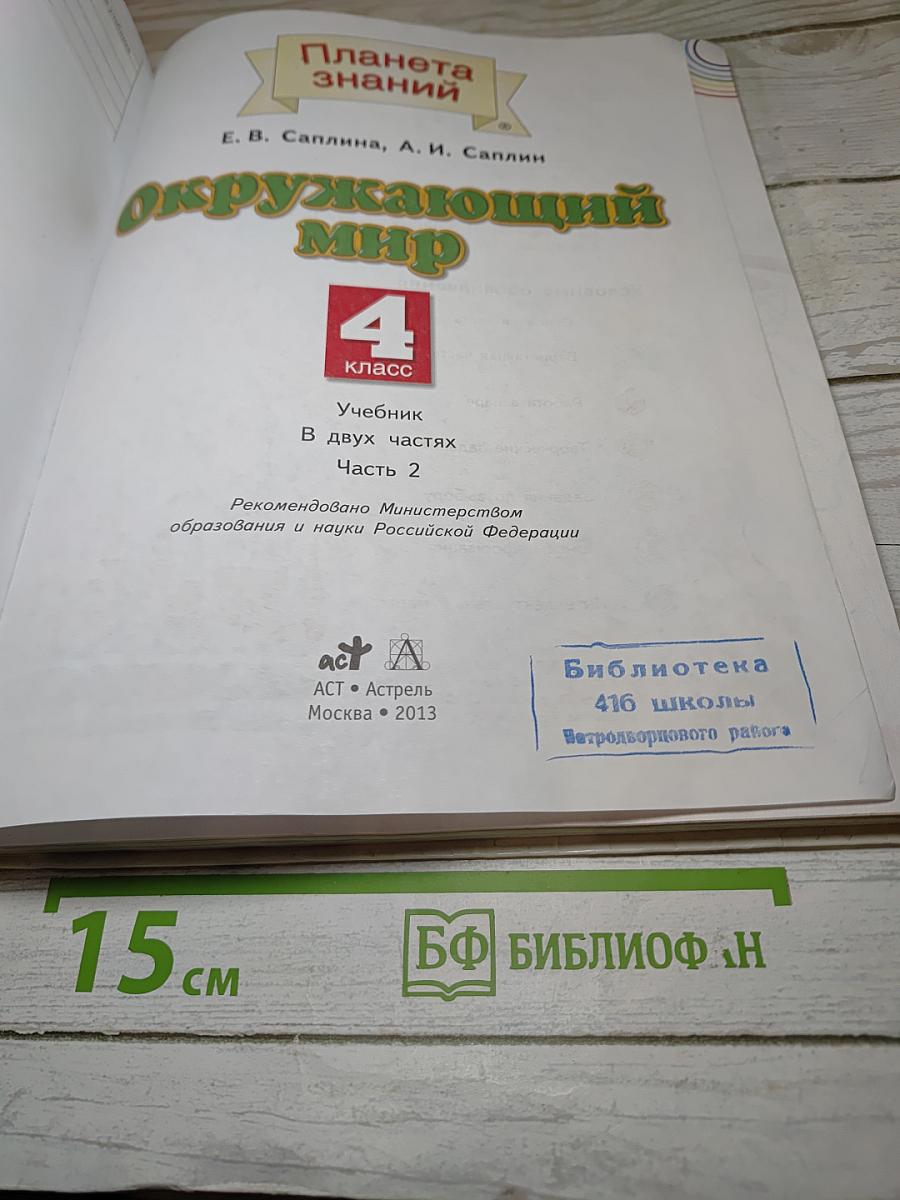 Планета
знаний
®
Е. В. Саплина, А. И. Саплин
Окружающий
мир
4
класс
Учебник
В двух частях
Часть 2
Рекомендовано Министерством
образования и науки Российской Федерации
аст А
АСТ • Астрель
Москва • 2013
Библиотека
416 школы
Петродворцового района
15 см
БФ БИБЛИОФ